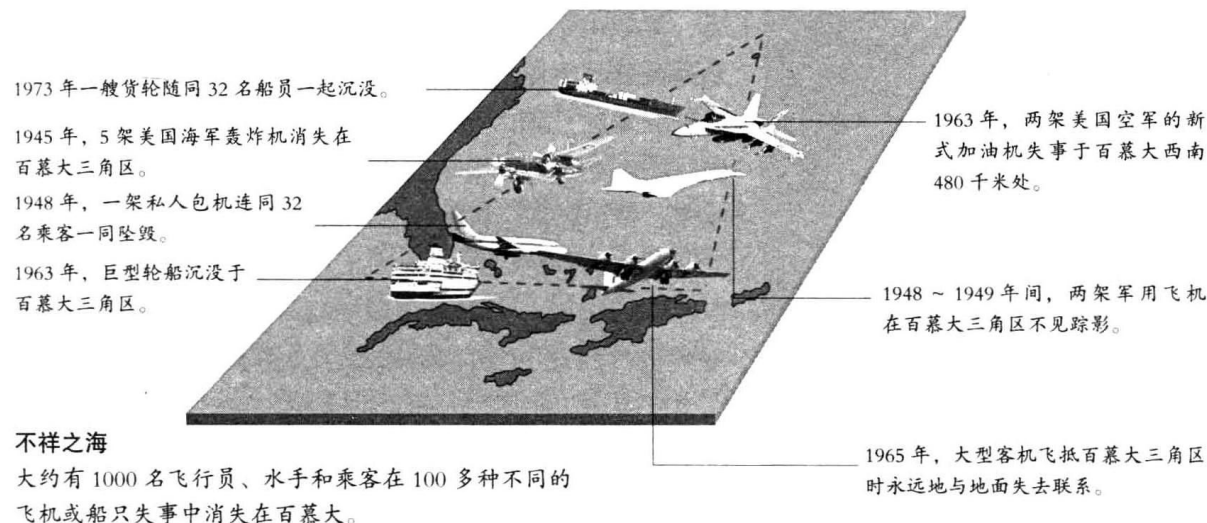 1973 年一艘货轮随同 32 名船员一起沉没。
1945 年，5 架美国海军轰炸机消失在
百慕大三角区。
1948 年，一架私人包机连同 32
名乘客一同坠毁。
1963 年，巨型轮船沉没于
百慕大三角区。
1963 年，两架美国空军的新
式加油机失事于百慕大西南
480 千米处。
1948 ~ 1949 年间，两架军用飞机
在百慕大三角区不见踪影。
1965 年，大型客机飞抵百慕大三角区
时永远地与地面失去联系。
不祥之海
大约有 1000 名飞行员、水手和乘客在 100 多种不同的
飞机或船只失事中消失在百慕大。